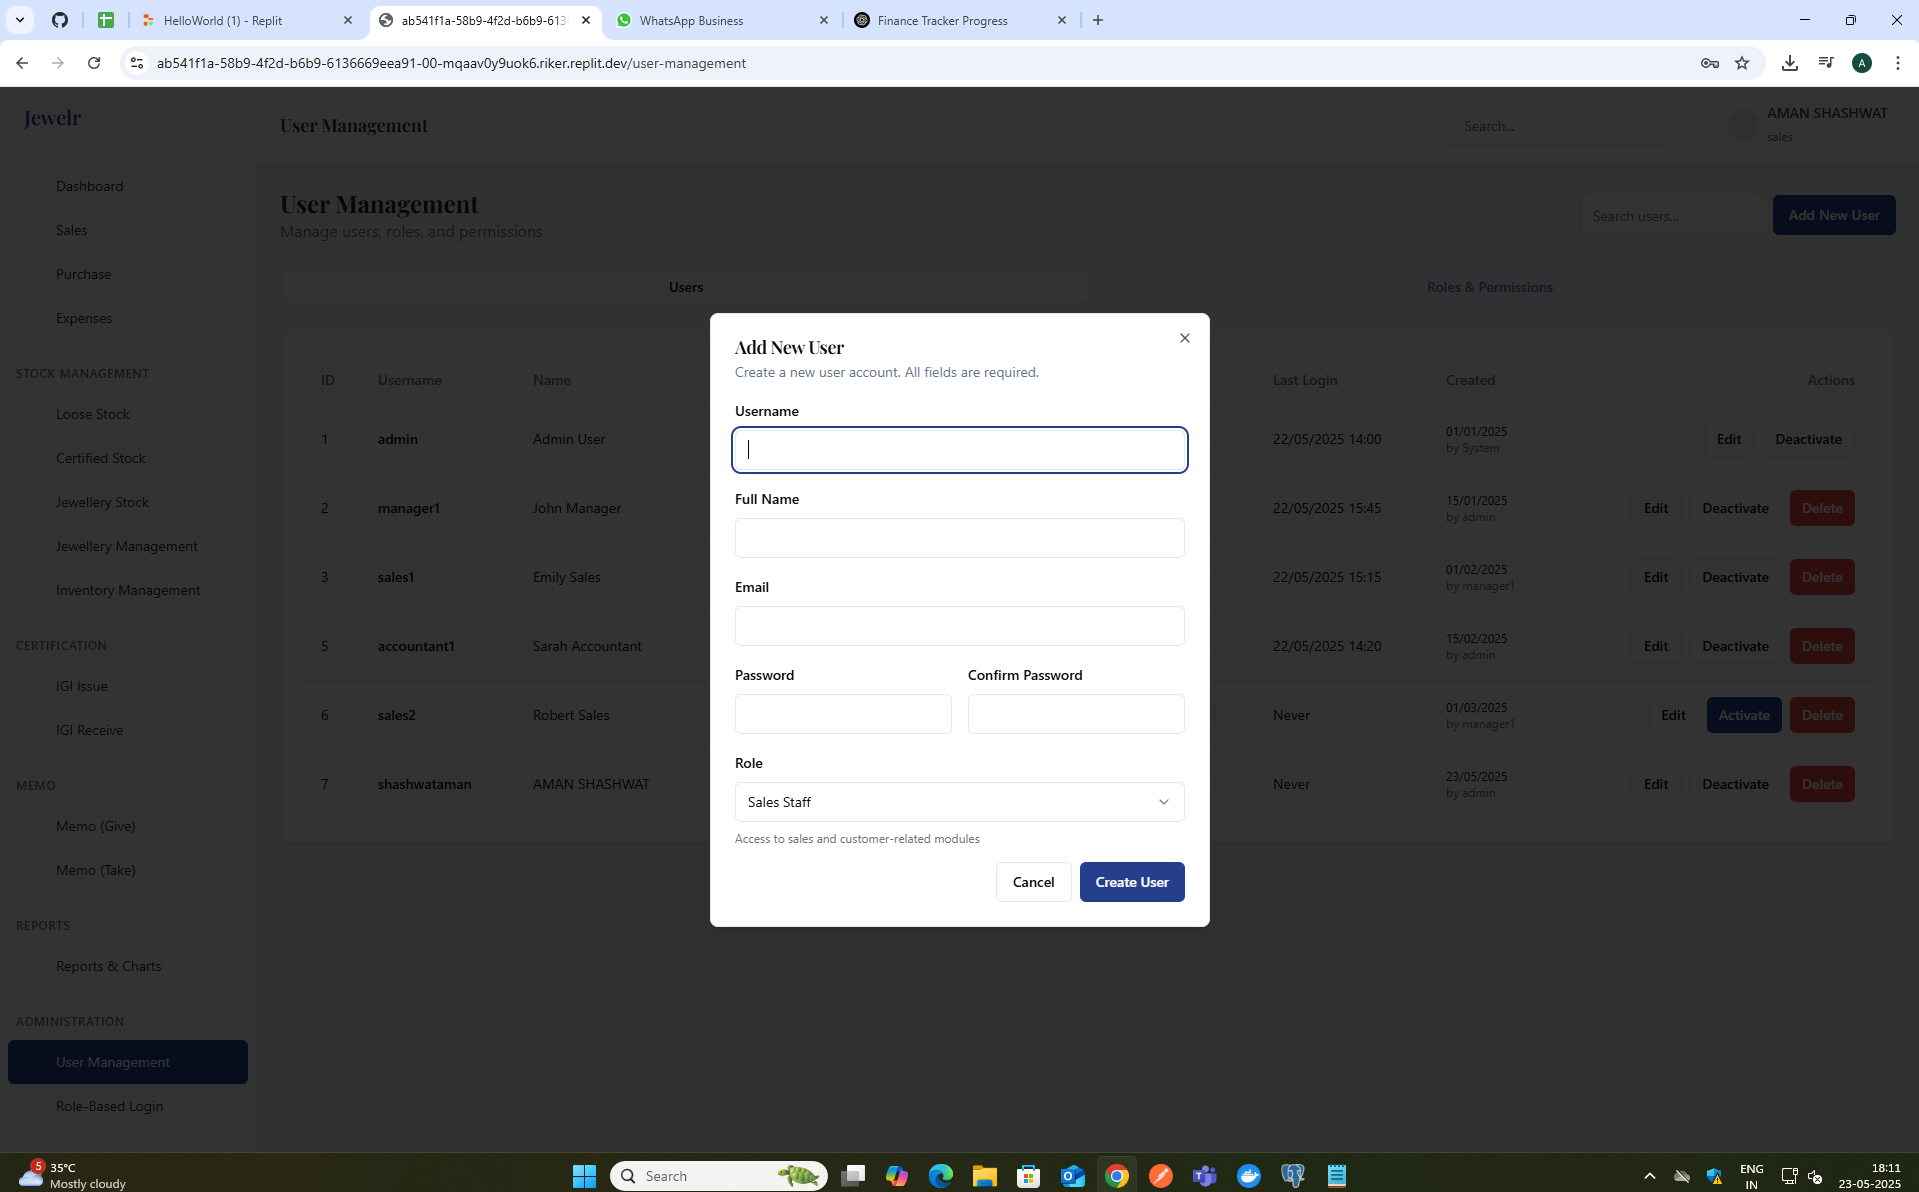 HelloWorld (1) - Replit
ab541f1a-58b9-4f2d-b6b9-613
WhatsApp Business
Finance Tracker Progress
ab541f1a-58b9-4f2d-b6b9-6136669eea91-00-mqaav0y9uok6.riker.replit.dev/user-management
A
Jewelr
User Management
Search...
AMAN SHASHWAT
sales
Dashboard
Sales
Purchase
Expenses
STOCK MANAGEMENT
Loose Stock
Certified Stock
Jewellery Stock
Jewellery Management
Inventory Management
CERTIFICATION
IGI Issue
IGI Receive
MEMO
Memo (Give)
Memo (Take)
REPORTS
Reports & Charts
ADMINISTRATION
User Management
Role-Based Login
User Management
Manage users, roles, and permissions
Search users...
Add New User
Users
Roles & Permissions
ID Username Name Last Login Created Actions
1 admin Admin User 22/05/2025 14:00 01/01/2025 by System Edit Deactivate
2 manager1 John Manager 22/05/2025 15:45 15/01/2025 by admin Edit Deactivate Delete
3 sales1 Emily Sales 22/05/2025 15:15 01/02/2025 by manager1 Edit Deactivate Delete
5 accountant1 Sarah Accountant 22/05/2025 14:20 15/02/2025 by admin Edit Deactivate Delete
6 sales2 Robert Sales Never 01/03/2025 by manager1 Edit Activate Delete
7 shashwataman AMAN SHASHWAT Never 23/05/2025 by admin Edit Deactivate Delete
Add New User
Create a new user account. All fields are required.
Username
Full Name
Email
Password
Confirm Password
Role
Sales Staff
Access to sales and customer-related modules
Cancel
Create User
5
35°C
Mostly cloudy
Search
ENG
IN
18:11
23-05-2025